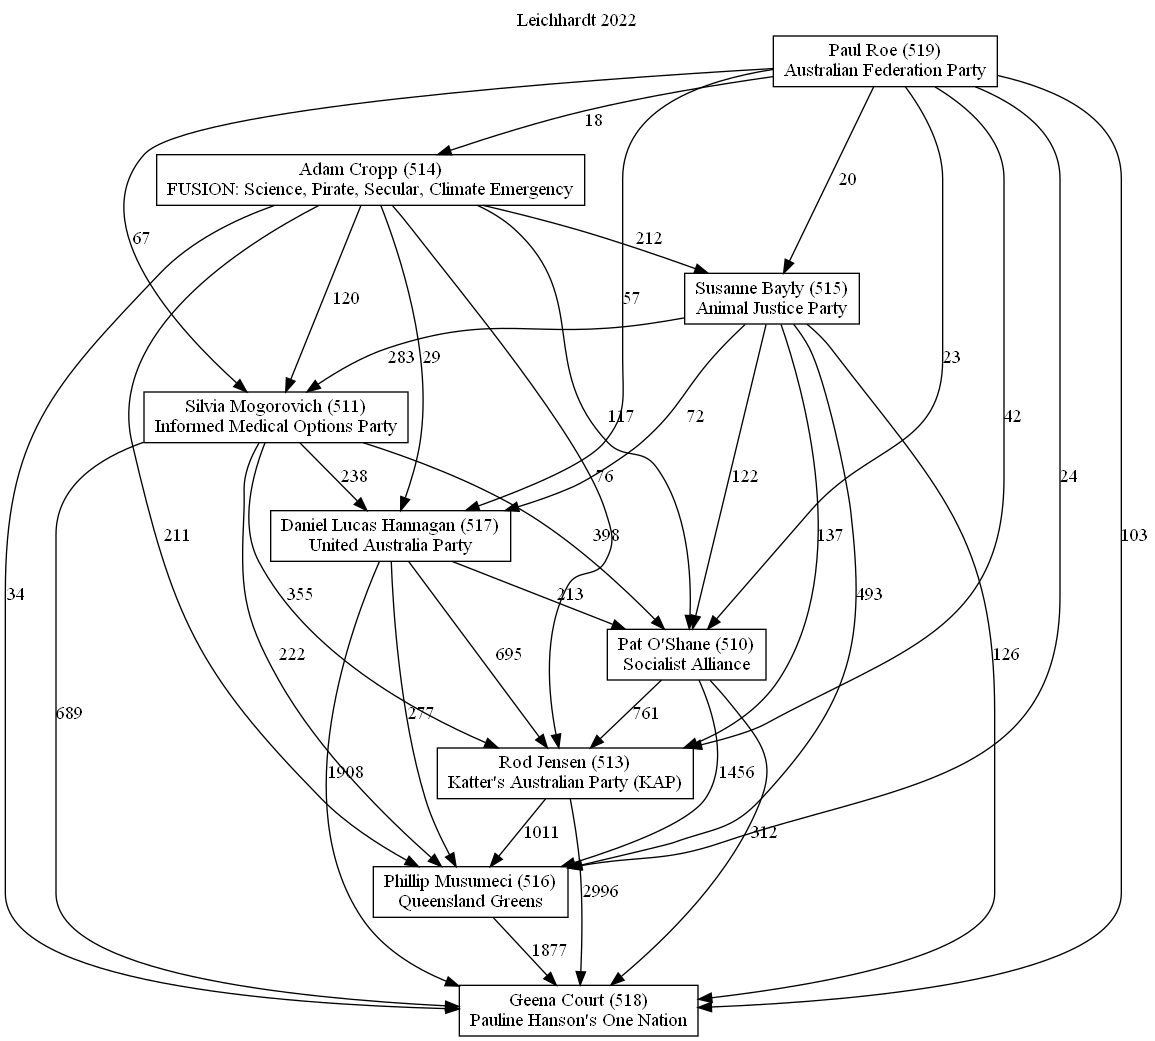 Leichhardt 2022
Paul Roe (519)
Australian Federation Party
18
Adam Cropp (514)
FUSION: Science, Pirate, Secular, Climate Emergency
20
67
212
Susanne Bayly (515)
Animal Justice Party
120
57
283
29
23
Silvia Mogorovich (511)
Informed Medical Options Party
117
72
42
238
76
122
24
Daniel Lucas Hannagan (517)
United Australia Party
211
398
137
103
34
355
213
493
Pat O'Shane (510)
Socialist Alliance
222
695
126
689
277
761
Rod Jensen (513)
Katter's Australian Party (KAP)
1908
1456
1011
312
Phillip Musumeci (516)
Queensland Greens
2996
1877
Geena Court (518)
Pauline Hanson's One Nation